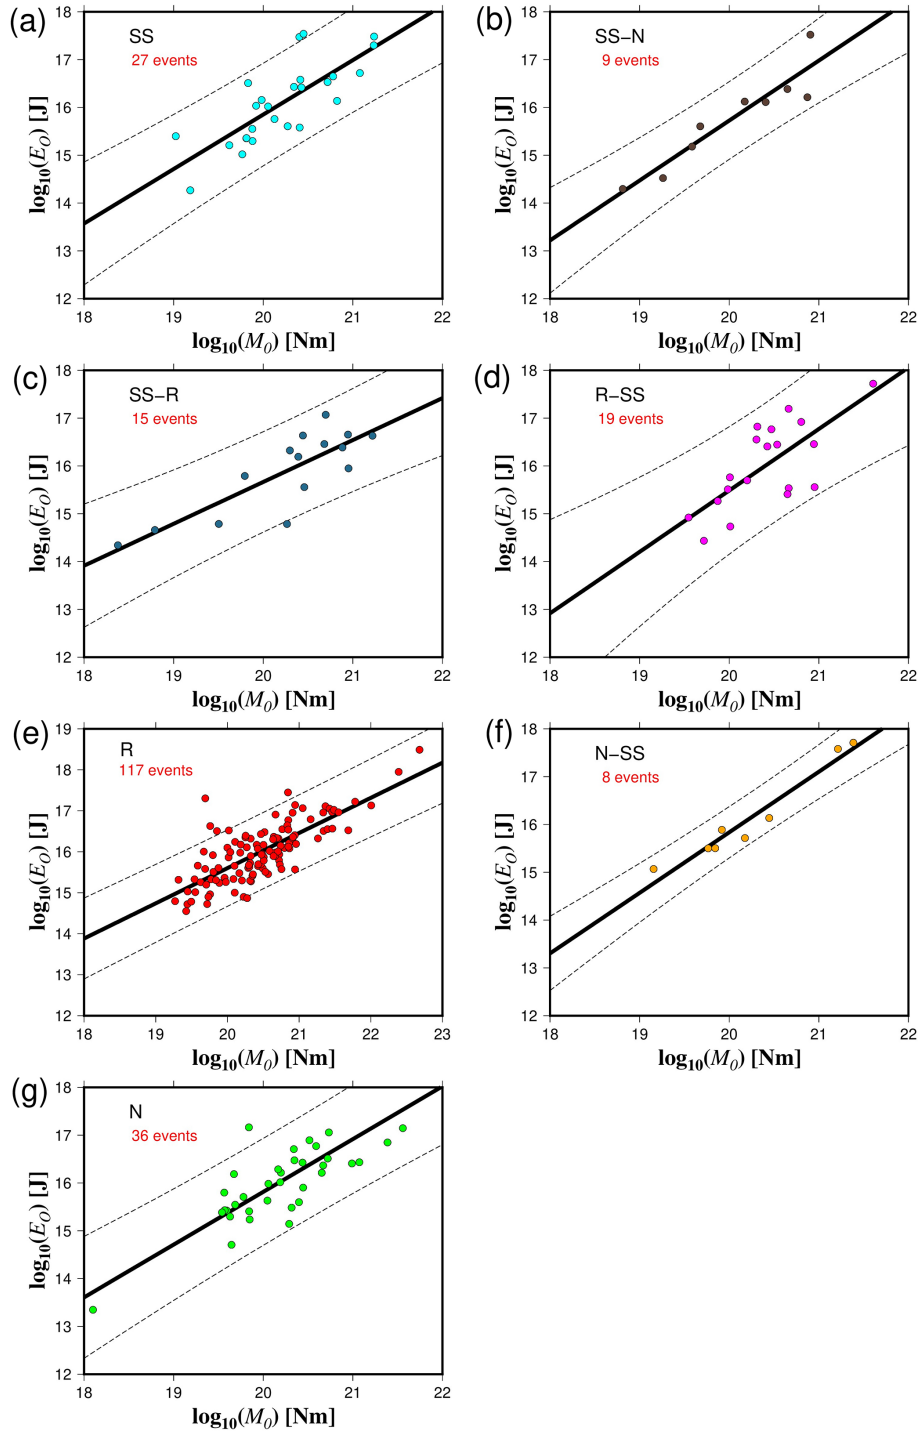 (a)
SS
27 events
18
17
16
15
14
13
12
log₁₀(E_O) [J]
18 19 20 21 22
log₁₀(M₀) [Nm]
(b)
SS−N
9 events
18
17
16
15
14
13
12
log₁₀(E_O) [J]
18 19 20 21 22
log₁₀(M₀) [Nm]
(c)
SS−R
15 events
18
17
16
15
14
13
12
log₁₀(E_O) [J]
18 19 20 21 22
log₁₀(M₀) [Nm]
(d)
R−SS
19 events
18
17
16
15
14
13
12
log₁₀(E_O) [J]
18 19 20 21 22
log₁₀(M₀) [Nm]
(e)
R
117 events
19
18
17
16
15
14
13
12
log₁₀(E_O) [J]
18 19 20 21 22 23
log₁₀(M₀) [Nm]
(f)
N−SS
8 events
18
17
16
15
14
13
12
log₁₀(E_O) [J]
18 19 20 21 22
log₁₀(M₀) [Nm]
(g)
N
36 events
18
17
16
15
14
13
12
log₁₀(E_O) [J]
18 19 20 21 22
log₁₀(M₀) [Nm]